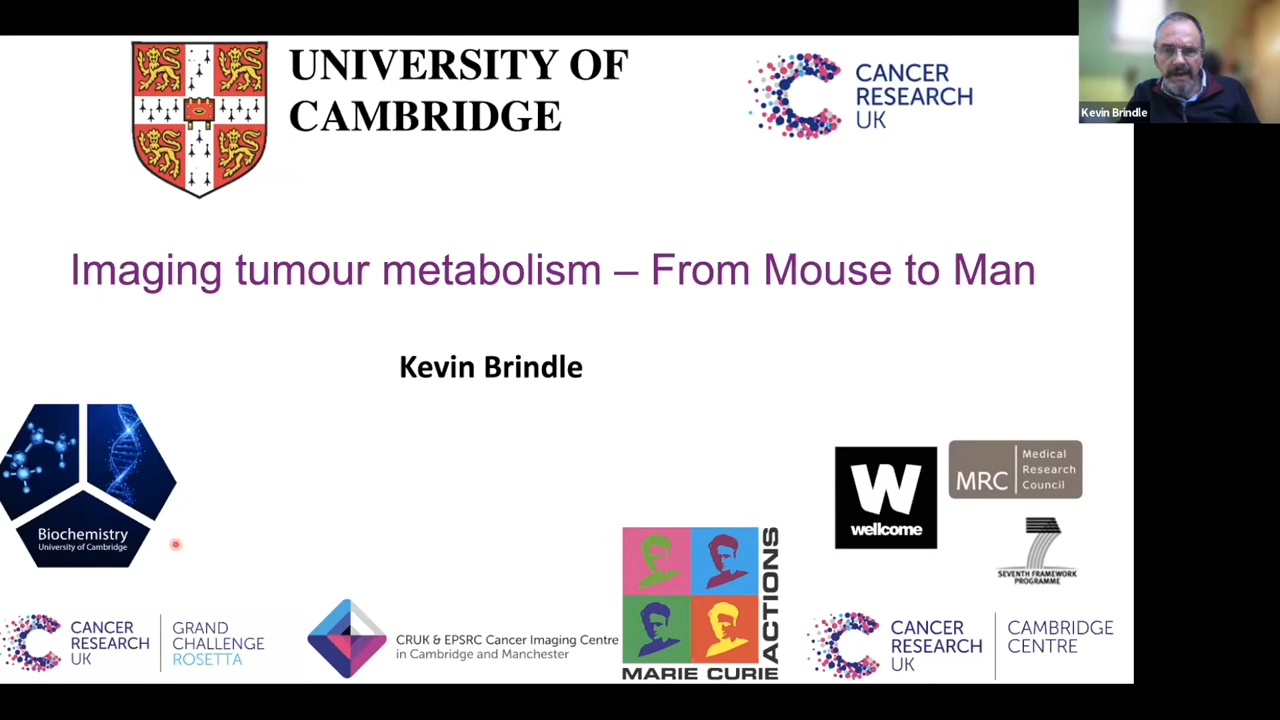 UNIVERSITY OF
CAMBRIDGE
CANCER
RESEARCH
UK
Kevin Brindle
Imaging tumour metabolism – From Mouse to Man
Kevin Brindle
Biochemistry
University of Cambridge
W
wellcome
MRC
Medical
Research
Council
7
SEVENTH FRAMEWORK
PROGRAMME
CANCER
RESEARCH
UK
GRAND
CHALLENGE
ROSETTA
CRUK & EPSRC Cancer Imaging Centre
in Cambridge and Manchester
MARIE CURIE
ACTIONS
CANCER
RESEARCH
UK
CAMBRIDGE
CENTRE